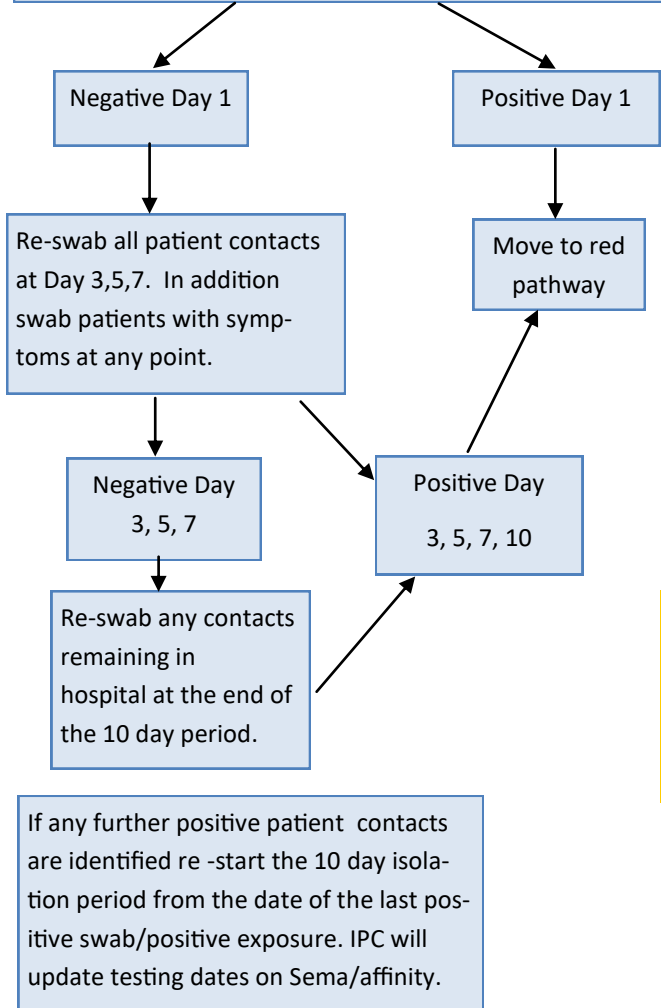 Negative Day 1
Positive Day 1
Re-swab all patient contacts
at Day 3,5,7.  In addition
swab patients with symp-
toms at any point.
Move to red
pathway
Negative Day
3, 5, 7
Positive Day
3, 5, 7, 10
Re-swab any contacts
remaining in
hospital at the end of
the 10 day period.
If any further positive patient  contacts
are identified re -start the 10 day isola-
tion period from the date of the last pos-
itive swab/positive exposure. IPC will
update testing dates on Sema/affinity.